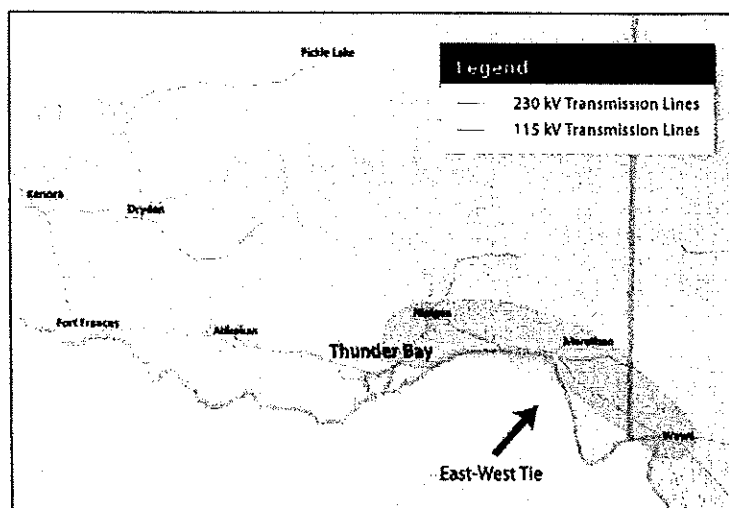 Pickle Lake
Legend
230 kV Transmission Lines
115 kV Transmission Lines
Kenora
Dryden
Nipigon
Fort Frances
Atikokan
Marathon
Thunder Bay
Wawa
East-West Tie